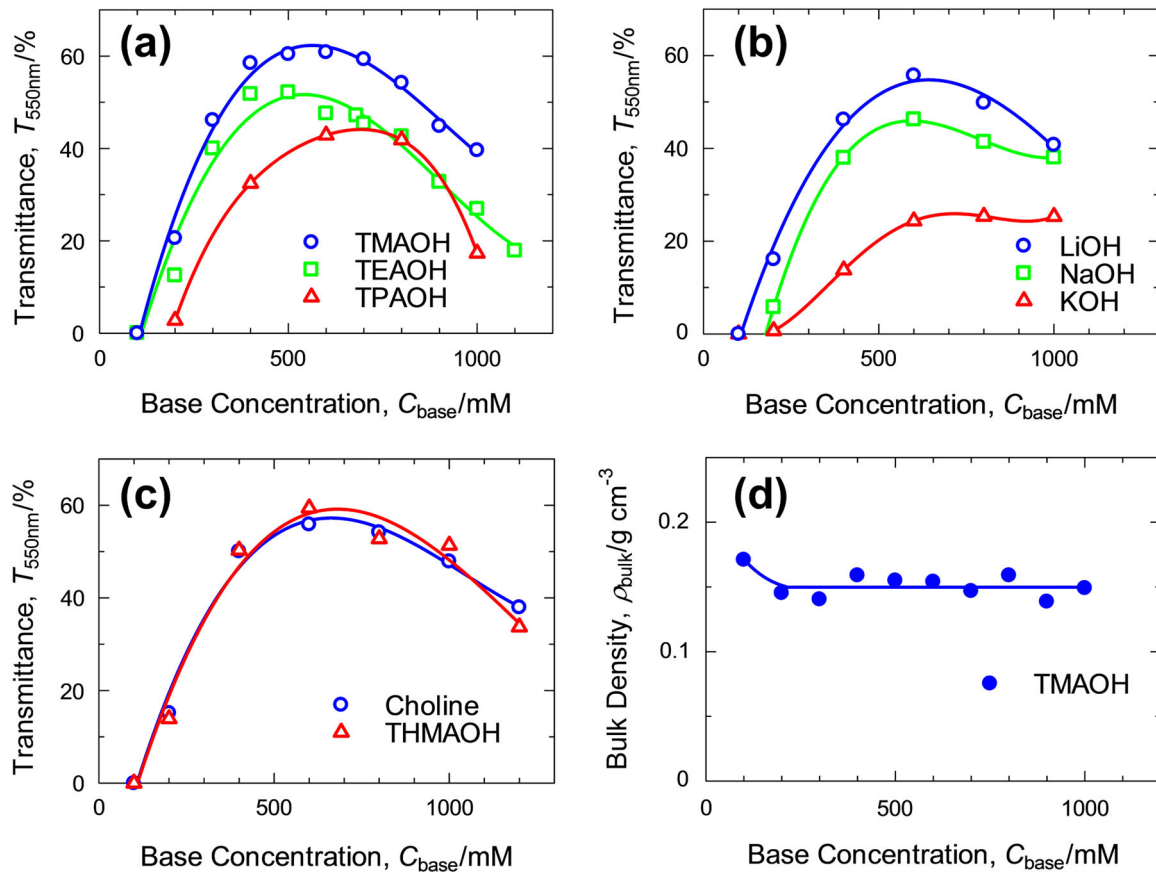 (a)
Transmittance, T550nm/%
60
40
20
0
TMAOH
TEAOH
TPAOH
0 500 1000
Base Concentration, Cbase/mM
(b)
Transmittance, T550nm/%
60
40
20
0
LiOH
NaOH
KOH
0 500 1000
Base Concentration, Cbase/mM
(c)
Transmittance, T550nm/%
60
40
20
0
Choline
THMAOH
0 500 1000
Base Concentration, Cbase/mM
(d)
Bulk Density, ρbulk/g cm-3
0.2
0.1
0
TMAOH
0 500 1000
Base Concentration, Cbase/mM